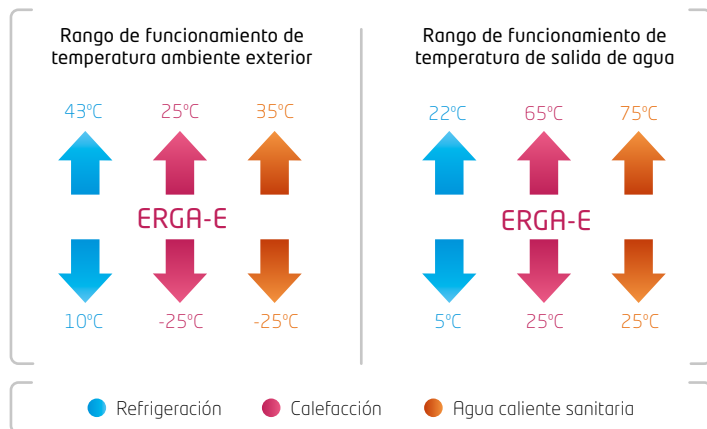 Rango de funcionamiento de
temperatura ambiente exterior
43ºC 25ºC 35ºC
ERGA-E
10ºC -25ºC -25ºC
Rango de funcionamiento de
temperatura de salida de agua
22ºC 65ºC 75ºC
ERGA-E
5ºC 25ºC 25ºC
Refrigeración Calefacción Agua caliente sanitaria